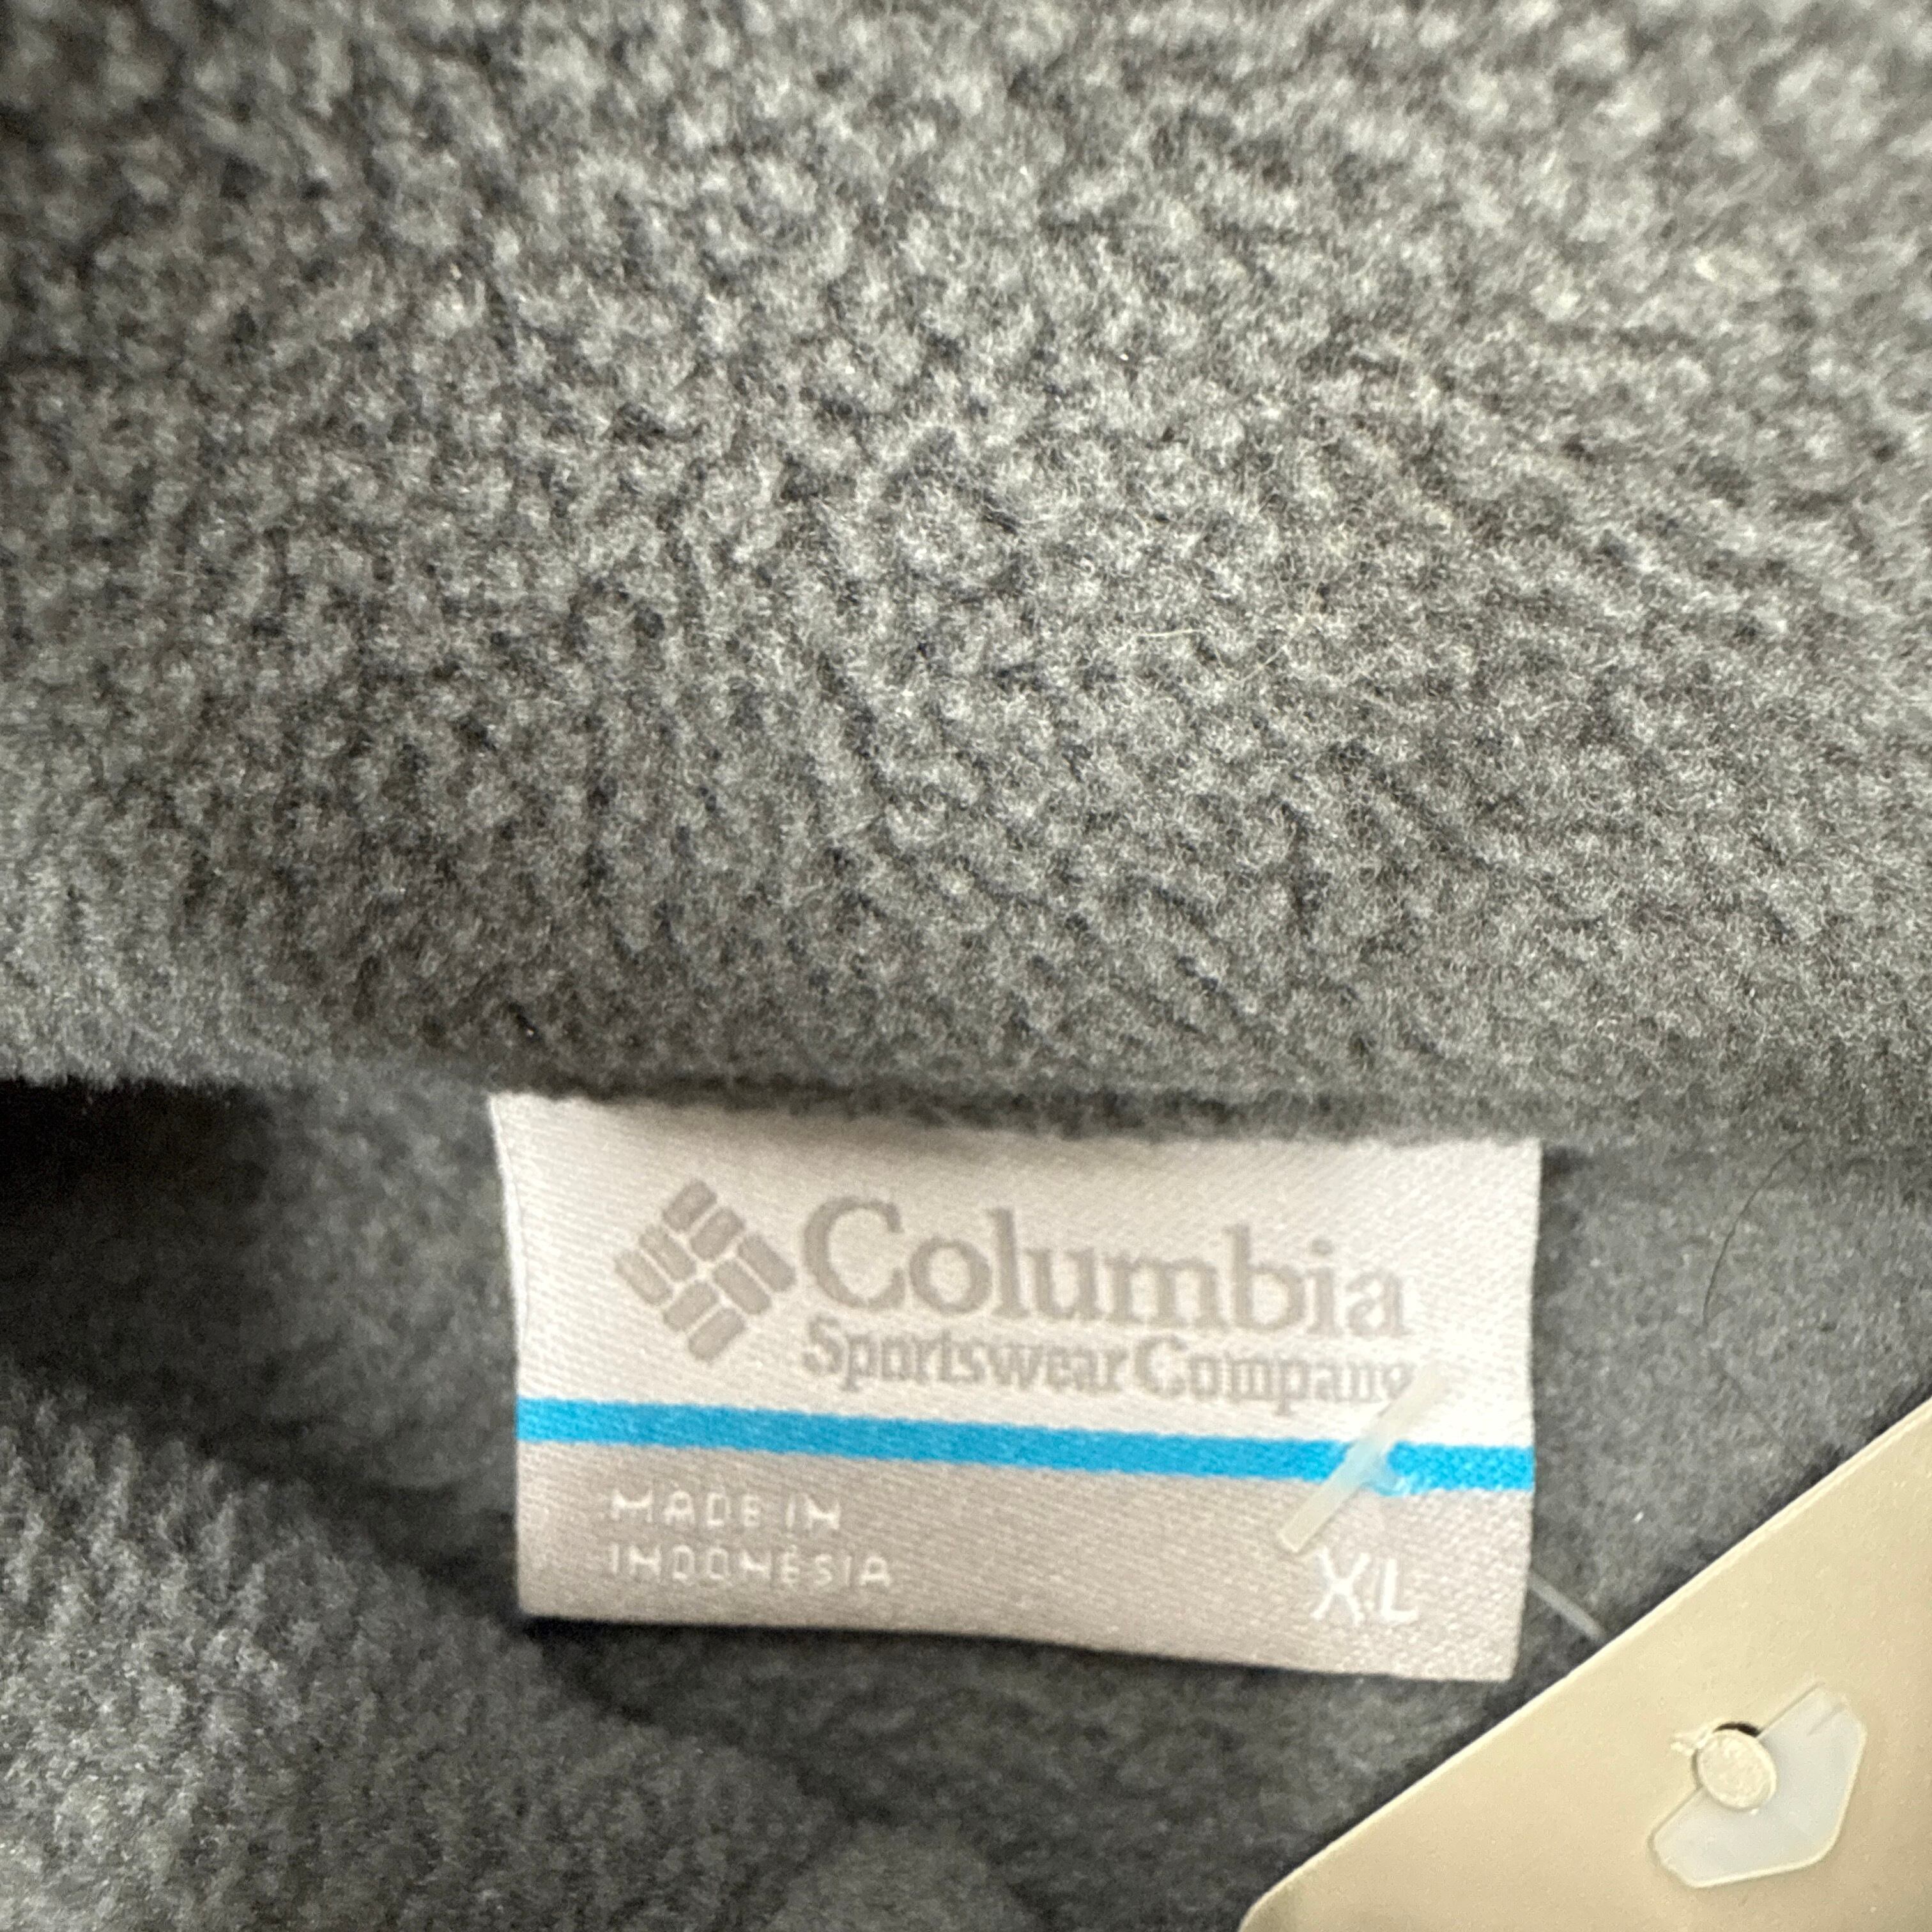 Columbia
Sportswear Company
MADE IN
INDONESIA
XL